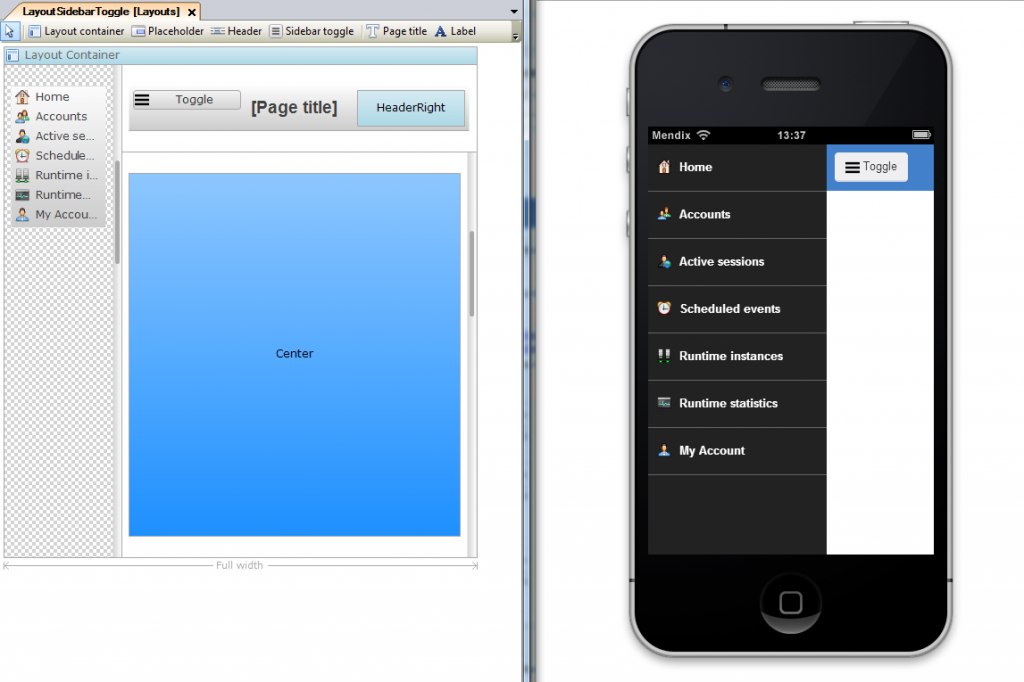 LayoutSidebarToggle [Layouts]
Layout container Placeholder Header Sidebar toggle Page title Label
Layout Container
Home
Accounts
Active se...
Schedule...
Runtime i...
Runtime...
My Accou...
Toggle
[Page title]
HeaderRight
Center
Full width
Mendix 13:37
Home
Accounts
Active sessions
Scheduled events
Runtime instances
Runtime statistics
My Account
Toggle